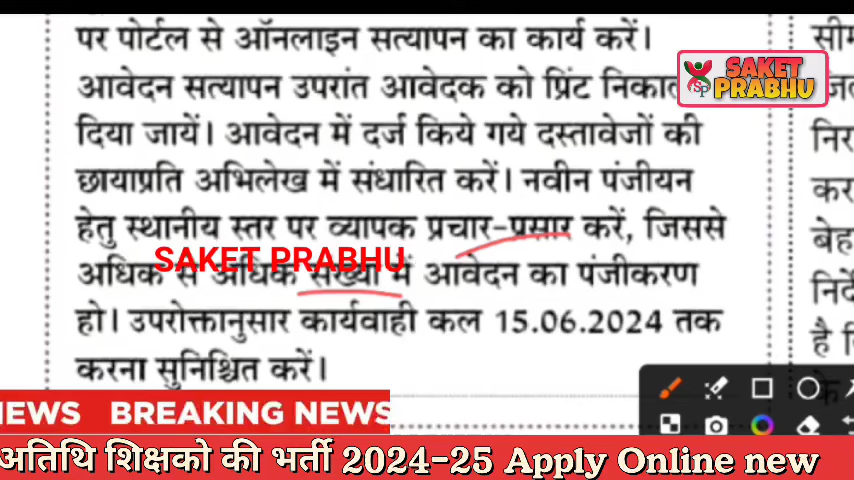 पर पोर्टल से ऑनलाइन सत्यापन का कार्य करें।
सीम
आवेदन सत्यापन उपरांत आवेदक को प्रिंट
SAKET
PRABHU
SP
दिया जायें। आवेदन में दर्ज किये गये दस्तावेजों की
निर
छायाप्रति अभिलेख में संधारित करें। नवीन पंजीयन
कर
हेतु स्थानीय स्तर पर व्यापक प्रचार-प्रसार करें, जिससे
बेह
SAKET PRABHU
अधिक से अधिक संख्या में आवेदन का पंजीकरण
निर्दे
हो। उपरोक्तानुसार कार्यवाही कल 15.06.2024 तक
करना सुनिश्चित करें।
NEWS BREAKING NEWS
अतिथि शिक्षको की भर्ती 2024-25 Apply Online new